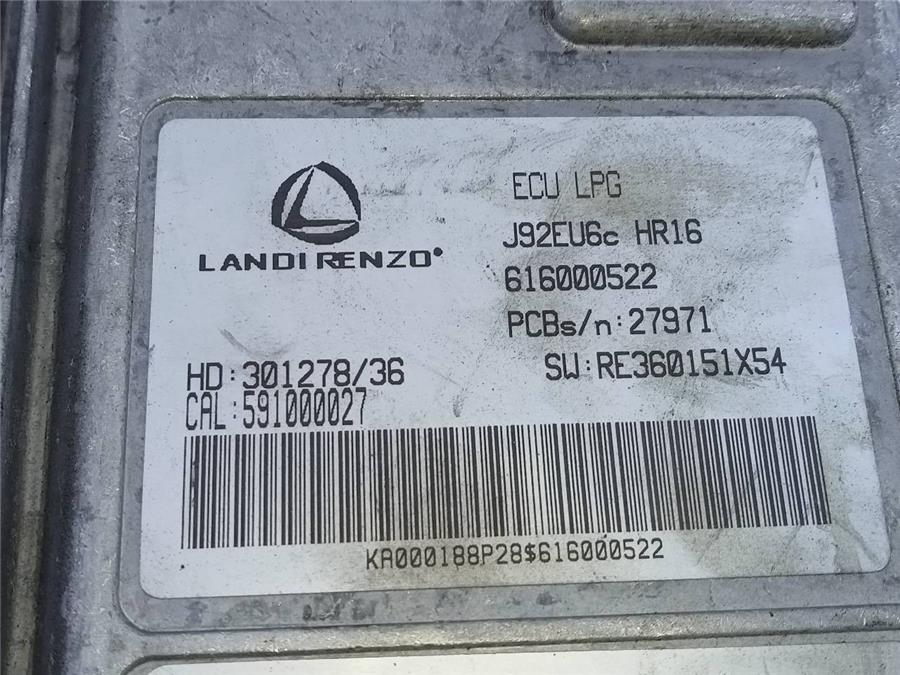 LANDI RENZO®
ECU LPG
J92EU6c HR16
616000522
PCBs/n:27971
SW:RE360151X54
HD:301278/36
CAL:591000027
KA000188P28$616000522